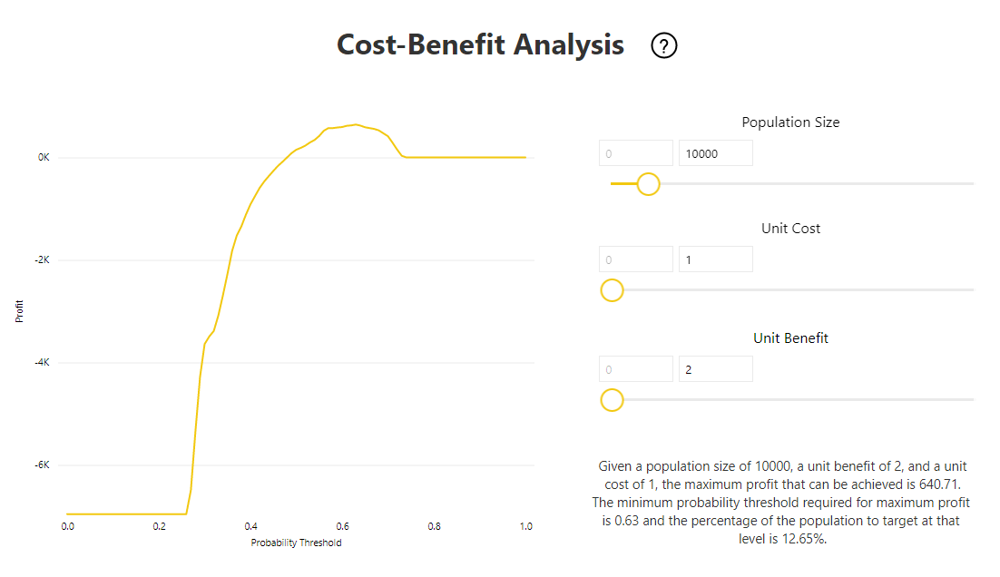 Cost-Benefit Analysis ?
0K
-2K
-4K
-6K
Profit
0.0 0.2 0.4 0.6 0.8 1.0
Probability Threshold
Population Size
0 10000
Unit Cost
0 1
Unit Benefit
0 2
Given a population size of 10000, a unit benefit of 2, and a unit
cost of 1, the maximum profit that can be achieved is 640.71.
The minimum probability threshold required for maximum profit
is 0.63 and the percentage of the population to target at that
level is 12.65%.